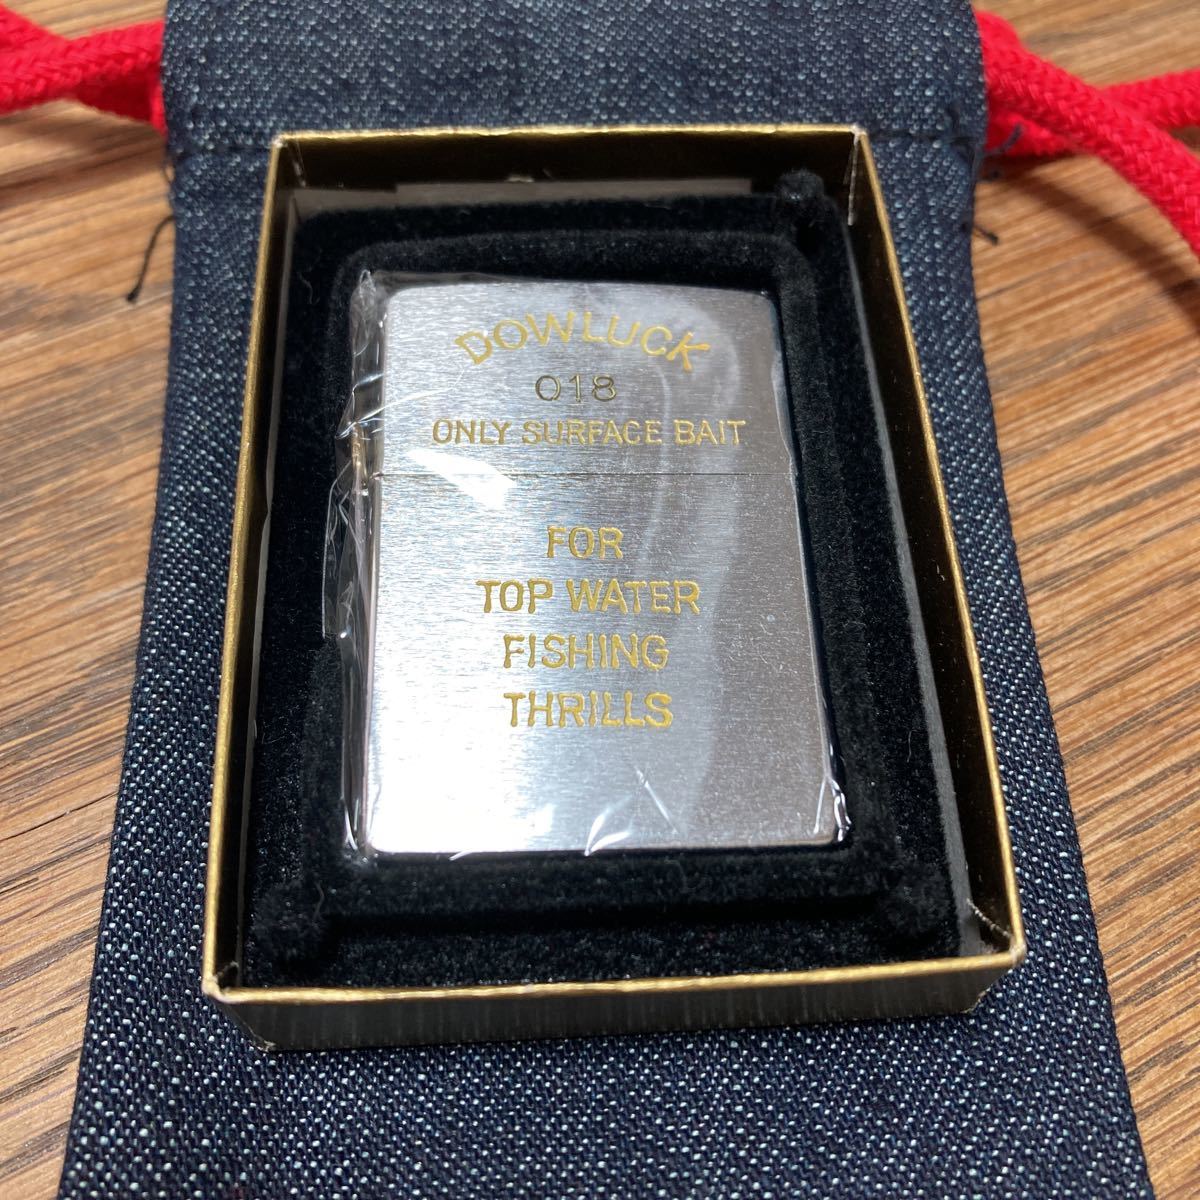 DOWLUCK
018
ONLY SURFACE BAIT
FOR
TOP WATER
FISHING
THRILLS